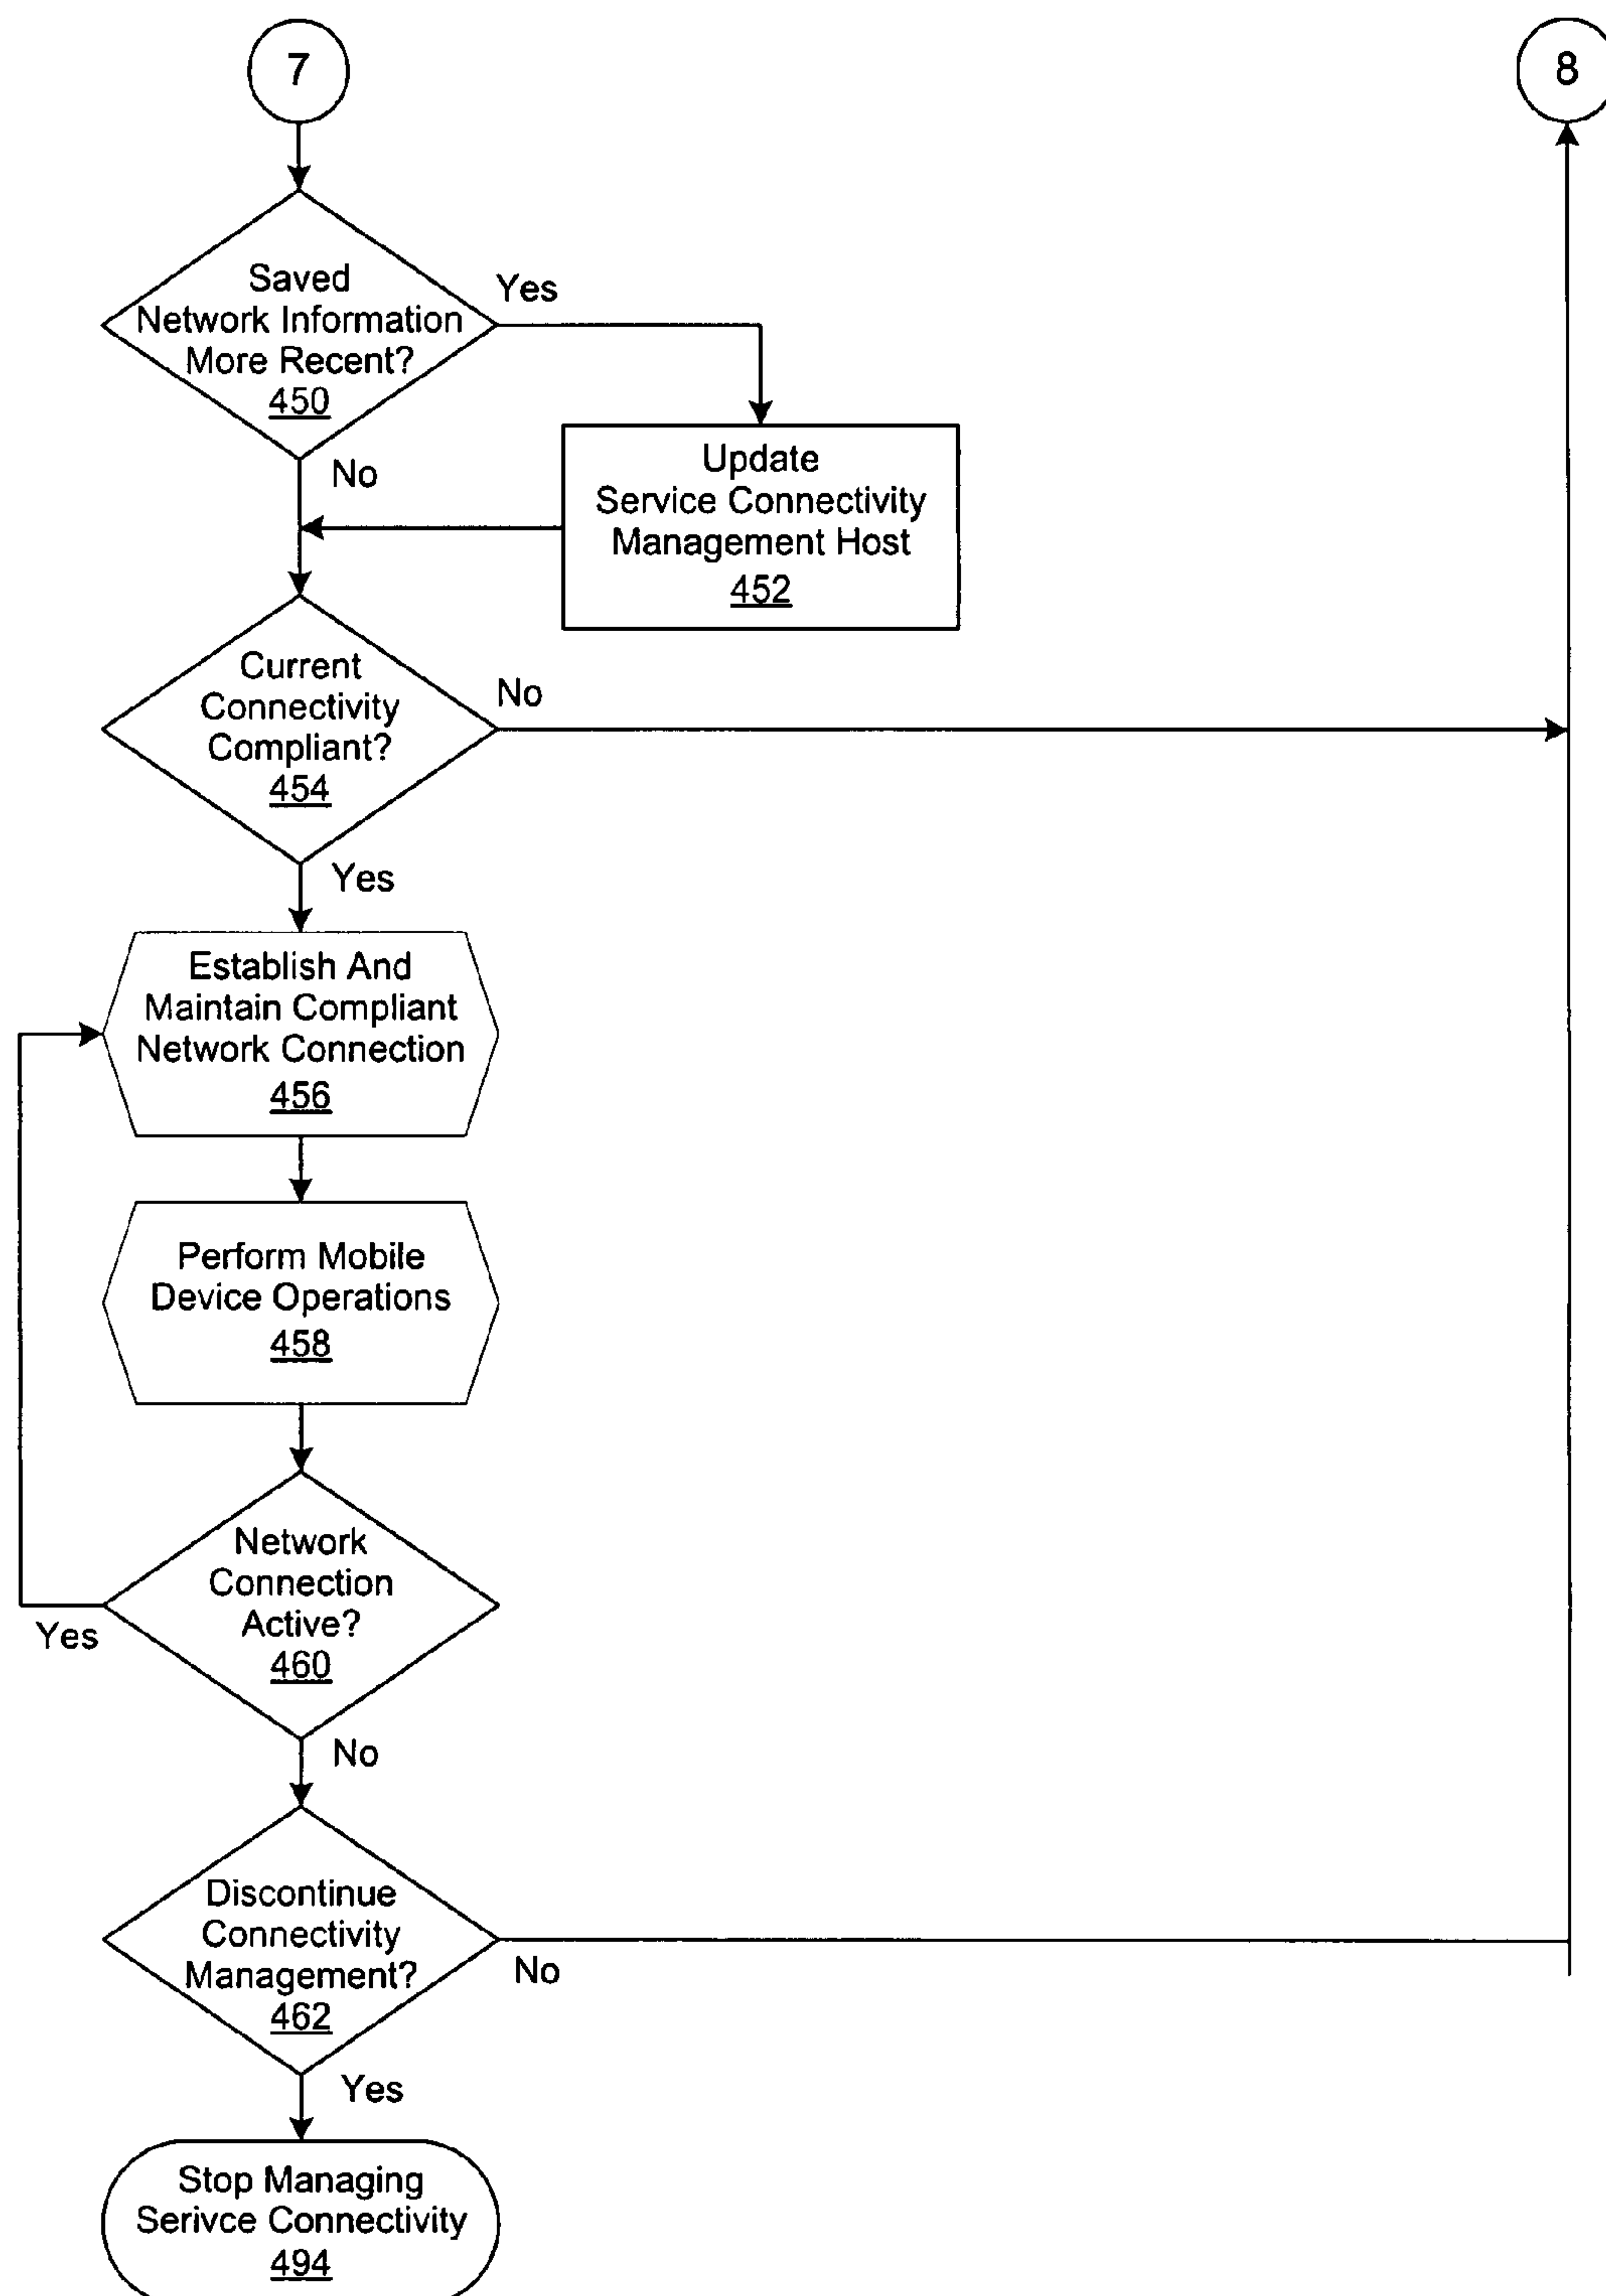 7
8
Saved
Network Information
More Recent?
450
Yes
No
Update
Service Connectivity
Management Host
452
Current
Connectivity
Compliant?
454
No
Yes
Establish And
Maintain Compliant
Network Connection
456
Perform Mobile
Device Operations
458
Network
Connection
Active?
460
Yes
No
Discontinue
Connectivity
Management?
462
No
Yes
Stop Managing
Serivce Connectivity
494